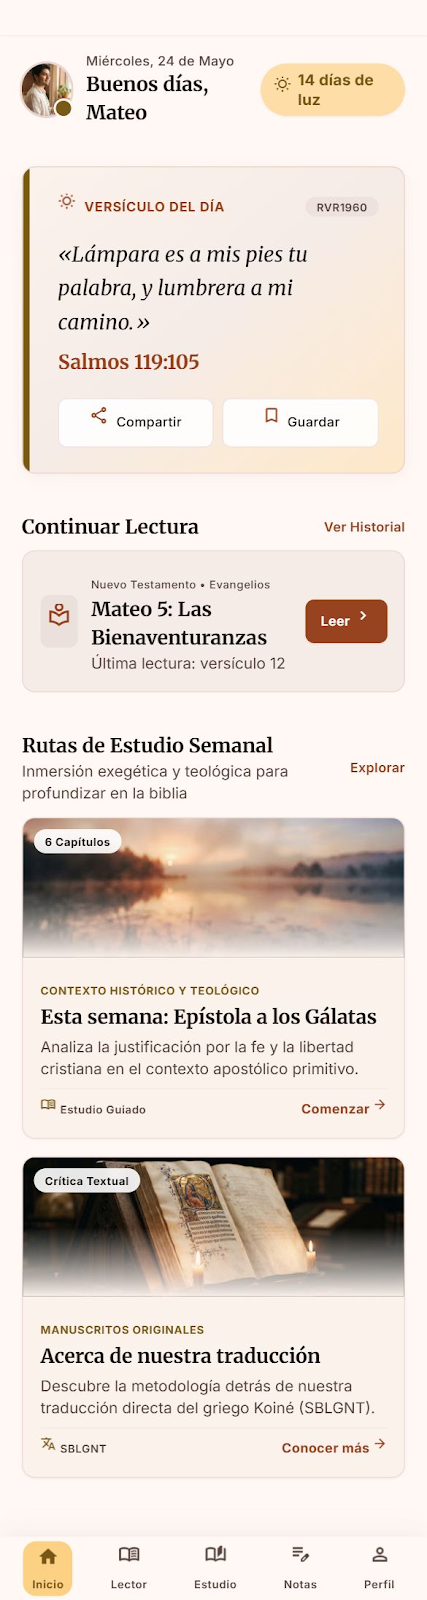 Miércoles, 24 de Mayo
Buenos días,
Mateo
14 días de
luz
VERSÍCULO DEL DÍA
RVR1960
«Lámpara es a mis pies tu
palabra, y lumbrera a mi
camino.»
Salmos 119:105
Compartir
Guardar
Continuar Lectura
Ver Historial
Nuevo Testamento • Evangelios
Mateo 5: Las
Bienaventuranzas
Última lectura: versículo 12
Leer
Rutas de Estudio Semanal
Inmersión exegética y teológica para
profundizar en la biblia
Explorar
6 Capítulos
CONTEXTO HISTÓRICO Y TEOLÓGICO
Esta semana: Epístola a los Gálatas
Analiza la justificación por la fe y la libertad
cristiana en el contexto apostólico primitivo.
Estudio Guiado
Comenzar
Crítica Textual
MANUSCRITOS ORIGINALES
Acerca de nuestra traducción
Descubre la metodología detrás de nuestra
traducción directa del griego Koiné (SBLGNT).
SBLGNT
Conocer más
Inicio
Lector
Estudio
Notas
Perfil